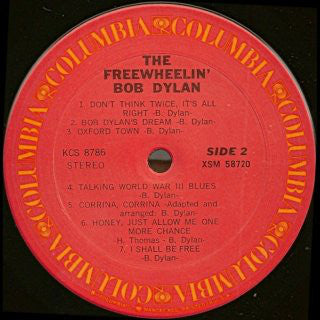 COLUMBIA COLUMBIA COLUMBIA COLUMBIA COLUMBIA COLUMBIA
THE
FREEWHEELIN'
BOB DYLAN
1. DON'T THINK TWICE, IT'S ALL
RIGHT -B. Dylan-
2. BOB DYLAN'S DREAM -B. Dylan-
3. OXFORD TOWN -B. Dylan-
KCS 8786
STEREO
SIDE 2
XSM 58720
4. TALKING WORLD WAR III BLUES
-B. Dylan-
5. CORRINA, CORRINA -Adapted and
arranged: B. Dylan-
6. HONEY, JUST ALLOW ME ONE
MORE CHANCE
H. Thomas - B. Dylan-
7. I SHALL BE FREE
-B. Dylan-